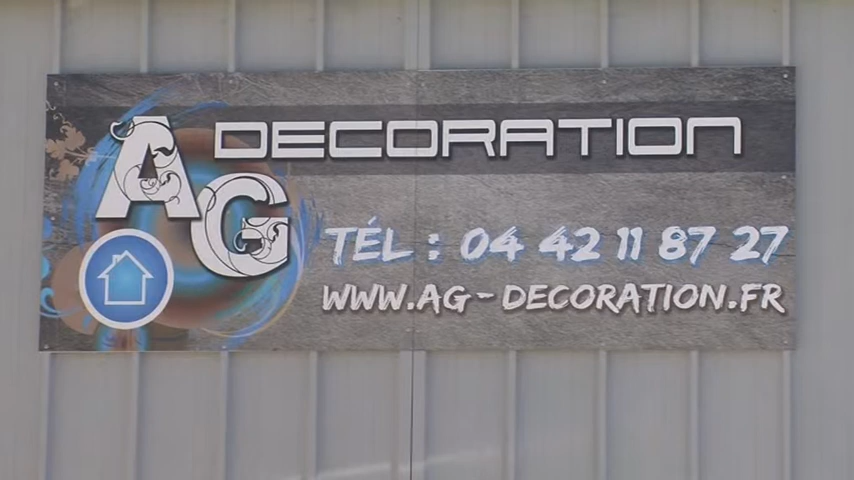 AG DECORATION
TÉL : 04 42 11 87 27
WWW.AG-DECORATION.FR